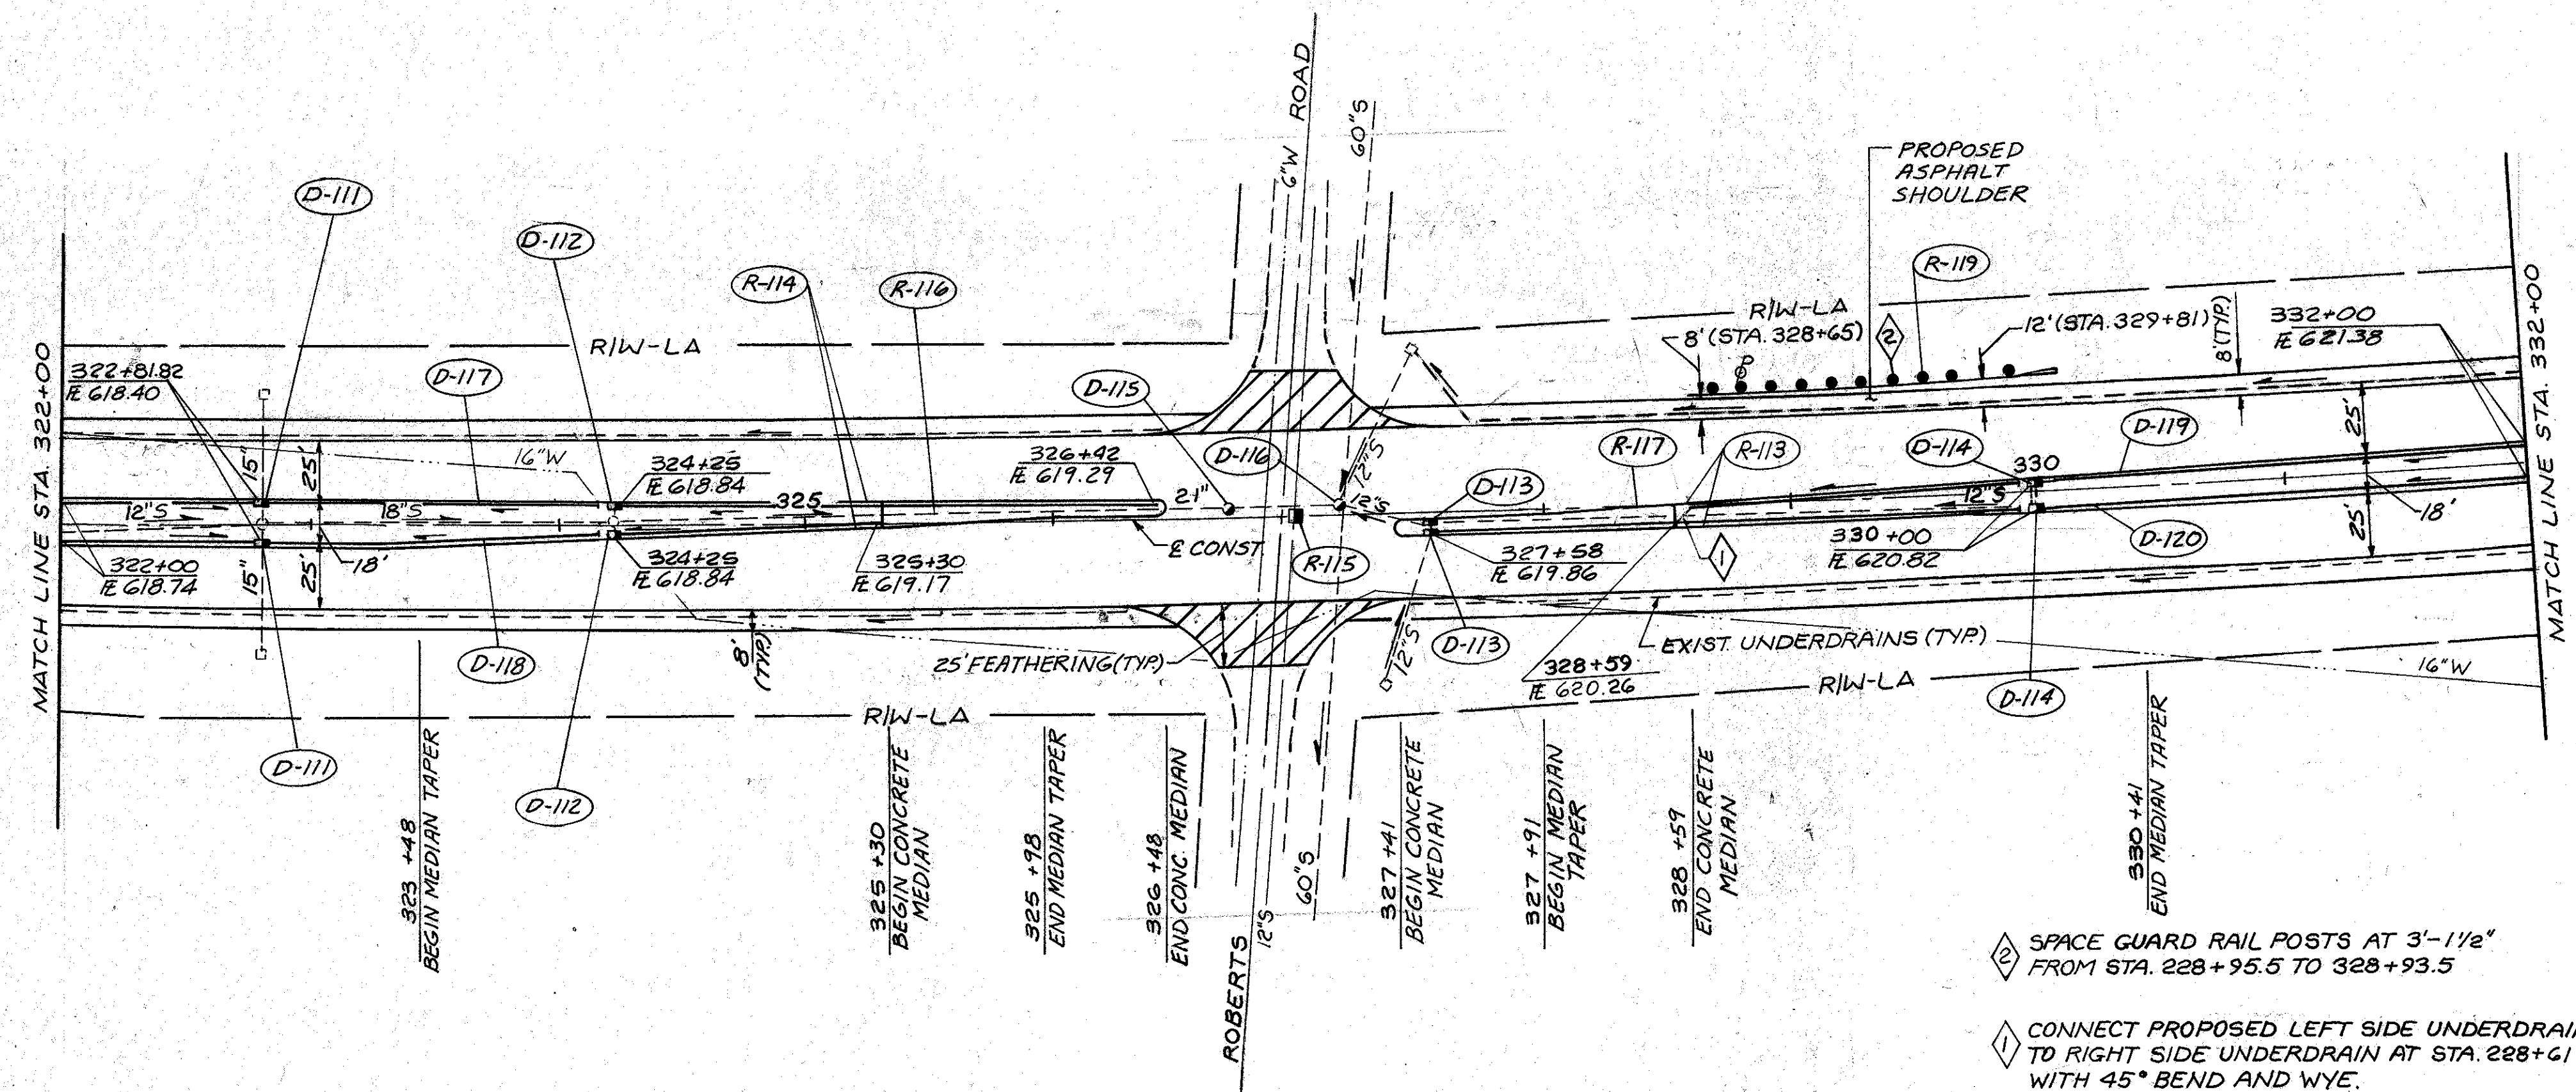 MATCH LINE STA. 322+00
D-111
D-112
R-114
R-116
R/W-LA
322+81.82
618.40
D-117
D-115
6"W
ROAD
60"S
PROPOSED
ASPHALT
SHOULDER
R-119
R/W-LA
8'(STA. 328+65)
2
12'(STA. 329+81)
8'(TYP.)
332+00
621.38
MATCH LINE STA. 332+00
15"
25'
16"W
324+25
618.84
326+42
619.29
D-116
12"S
D-113
R-117
R-113
D-114
D-119
330
25'
12"S
18"S
325
21"
12"S
12"S
18'
322+00
618.74
15"
25'
18'
324+25
618.84
325+30
619.17
℄ CONST
R-115
327+58
619.86
1
330+00
620.82
D-120
25'
D-118
8'
(TYP.)
25' FEATHERING (TYP.)
12"S
D-113
328+59
620.26
EXIST. UNDERDRAINS (TYP.)
16"W
R/W-LA
R/W-LA
D-114
D-111
D-112
323+48
BEGIN MEDIAN TAPER
325+30
BEGIN CONCRETE
MEDIAN
325+98
END MEDIAN TAPER
326+48
END CONC. MEDIAN
ROBERTS
12"S
60"S
327+41
BEGIN CONCRETE
MEDIAN
327+91
BEGIN MEDIAN
TAPER
328+59
END CONCRETE
MEDIAN
330+41
END MEDIAN TAPER
2 SPACE GUARD RAIL POSTS AT 3'-1 1/2"
FROM STA. 228+95.5 TO 328+93.5
1 CONNECT PROPOSED LEFT SIDE UNDERDRAIN
TO RIGHT SIDE UNDERDRAIN AT STA. 228+61
WITH 45° BEND AND WYE.